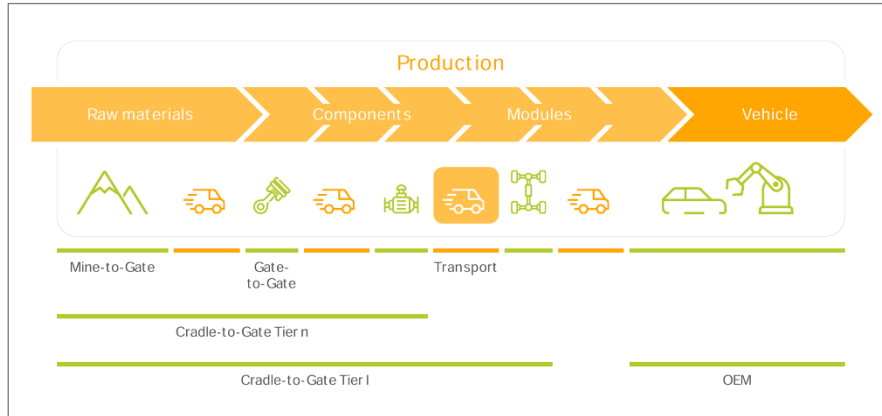 Production
Raw materials
Components
Modules
Vehicle
Mine-to-Gate
Gate-
to-Gate
Transport
Cradle-to-Gate Tier n
Cradle-to-Gate Tier I
OEM